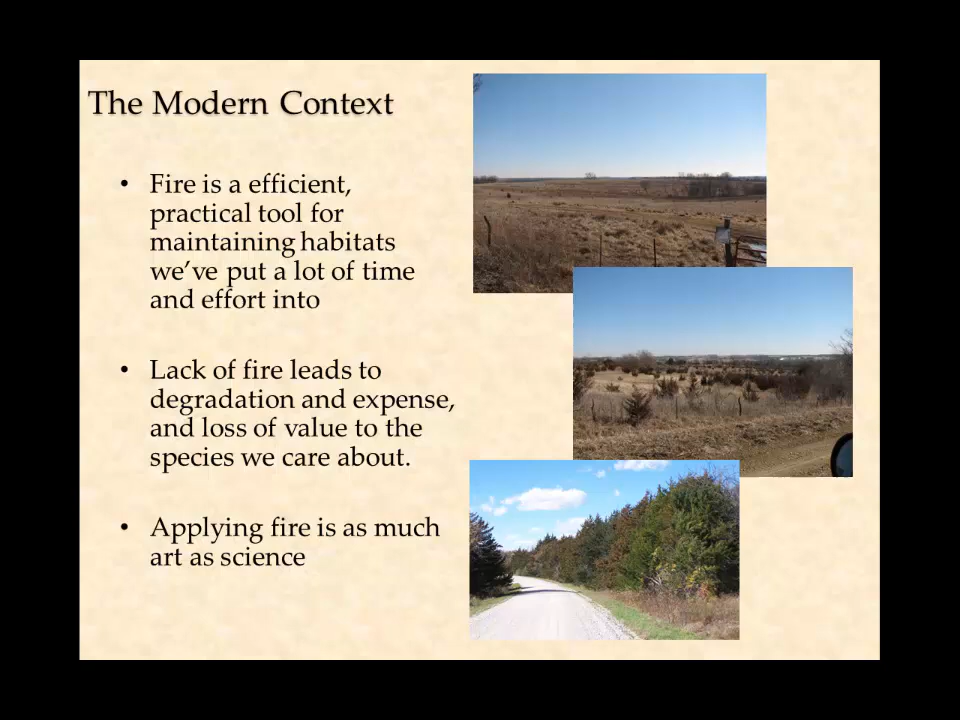 The Modern Context
• Fire is a efficient,
practical tool for
maintaining habitats
we've put a lot of time
and effort into
• Lack of fire leads to
degradation and expense,
and loss of value to the
species we care about.
• Applying fire is as much
art as science